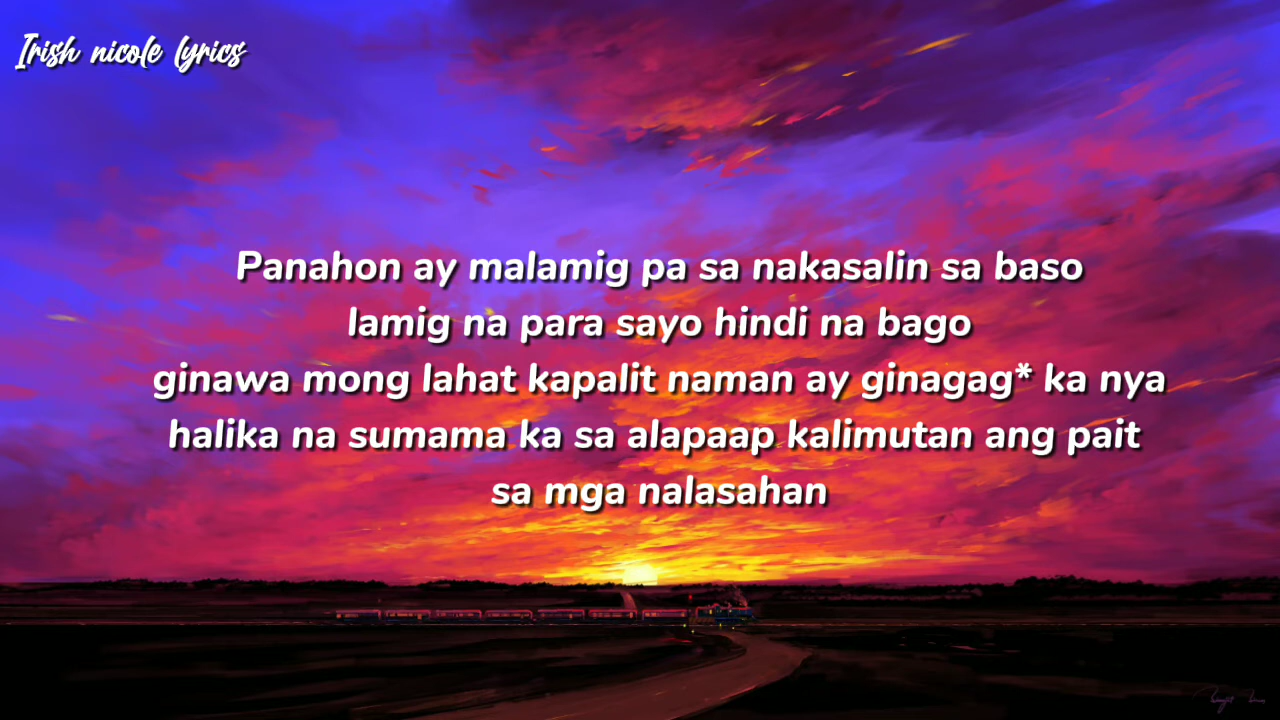 Irish nicole lyrics
Panahon ay malamig pa sa nakasalin sa baso
lamig na para sayo hindi na bago
ginawa mong lahat kapalit naman ay ginagag* ka nya
halika na sumama ka sa alapaap kalimutan ang pait
sa mga nalasahan